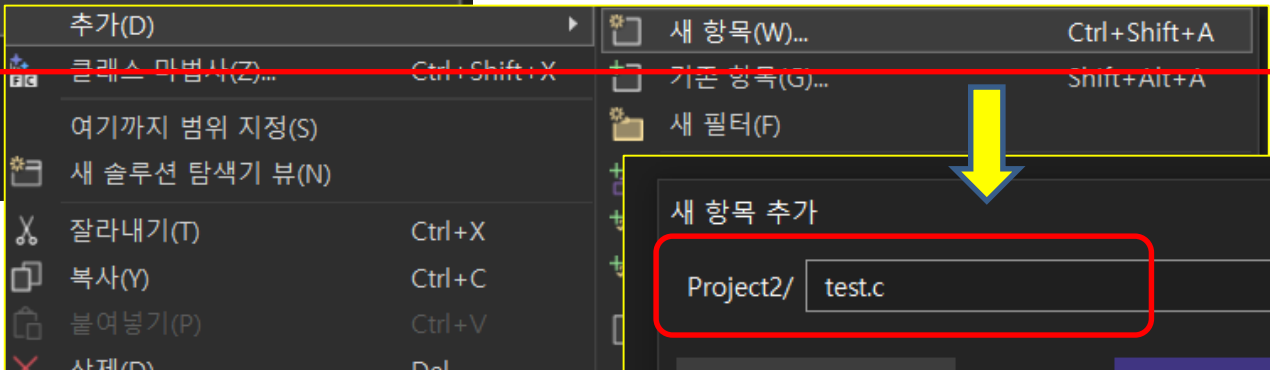 추가(D)
클래스 마법사(Z)... Ctrl+Shift+X
여기까지 범위 지정(S)
새 솔루션 탐색기 뷰(N)
잘라내기(T) Ctrl+X
복사(Y) Ctrl+C
붙여넣기(P) Ctrl+V
삭제(D) Del
새 항목(W)... Ctrl+Shift+A
기존 항목(G)... Shift+Alt+A
새 필터(F)
새 항목 추가
Project2/ test.c